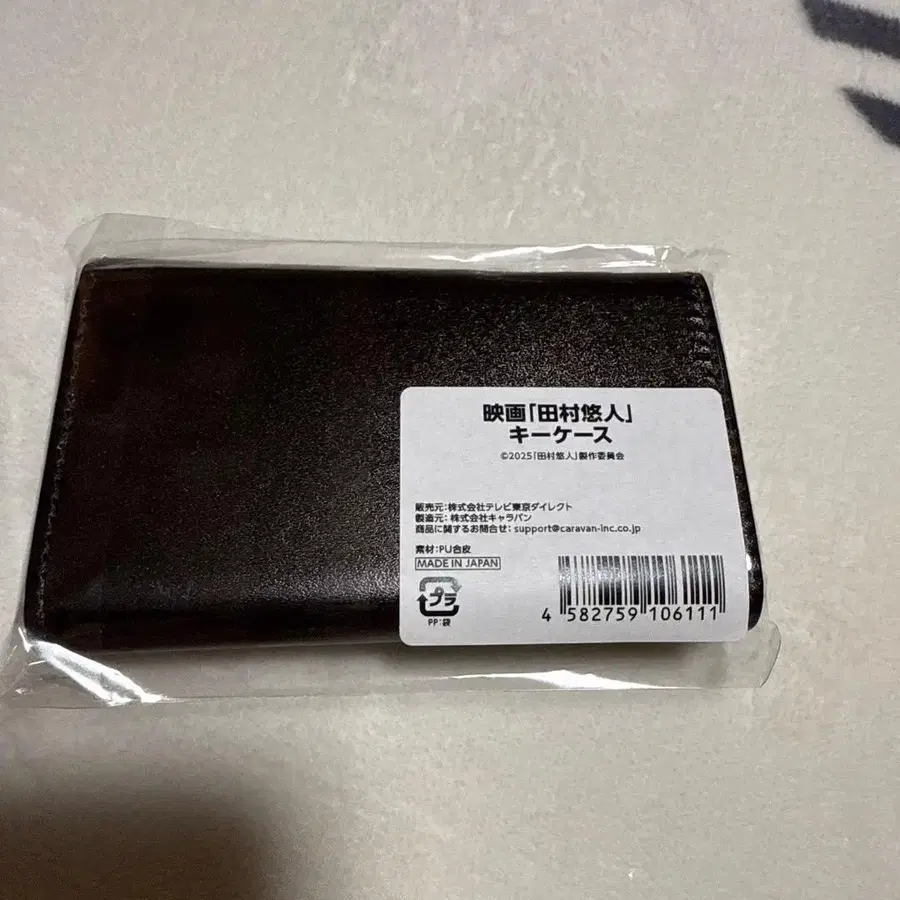 映画「田村悠人」
キーケース
©2025「田村悠人」製作委員会
販売元：株式会社テレビ東京ダイレクト
製造元：株式会社キャラバン
商品に関するお問合せ：support@caravan-inc.co.jp
素材：PU合皮
MADE IN JAPAN
プラ
PP：袋
4 582759 106111